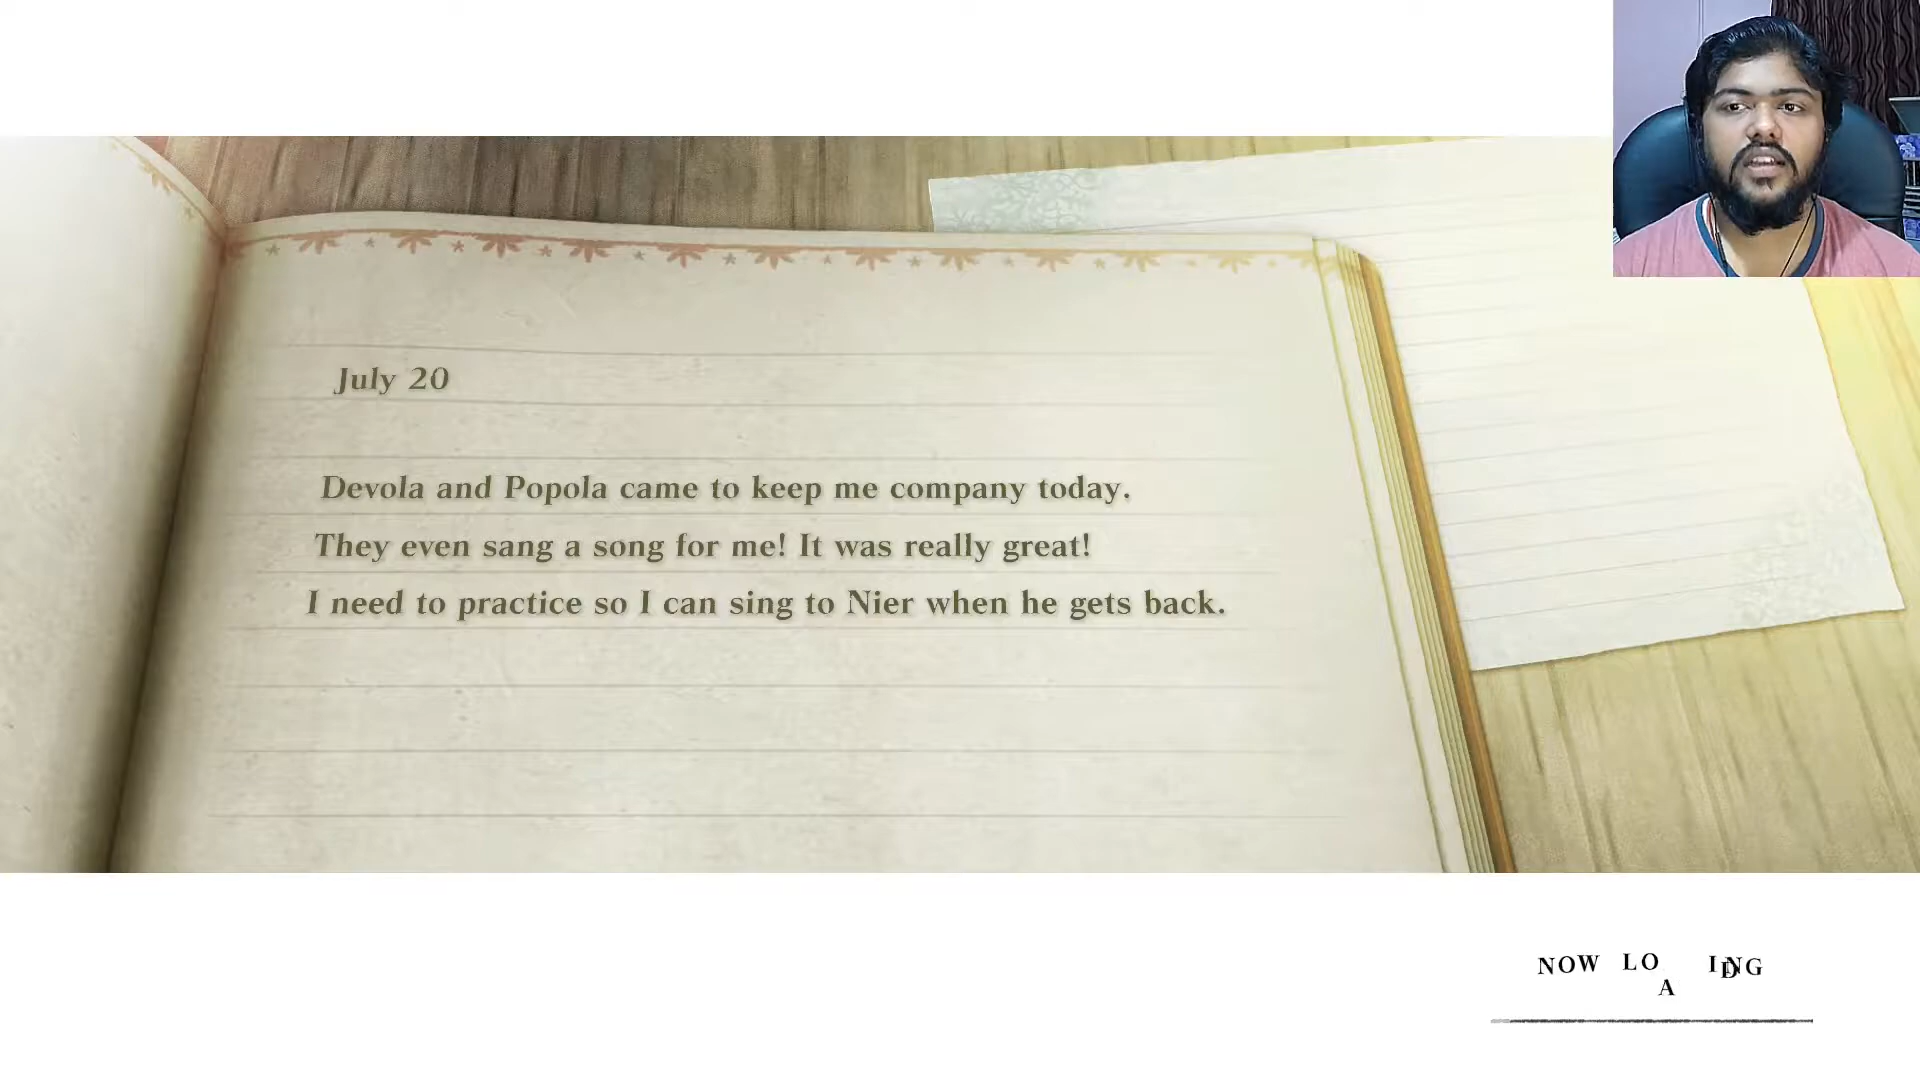 July 20
Devola and Popola came to keep me company today.
They even sang a song for me! It was really great!
I need to practice so I can sing to Nier when he gets back.
NOW LOADING